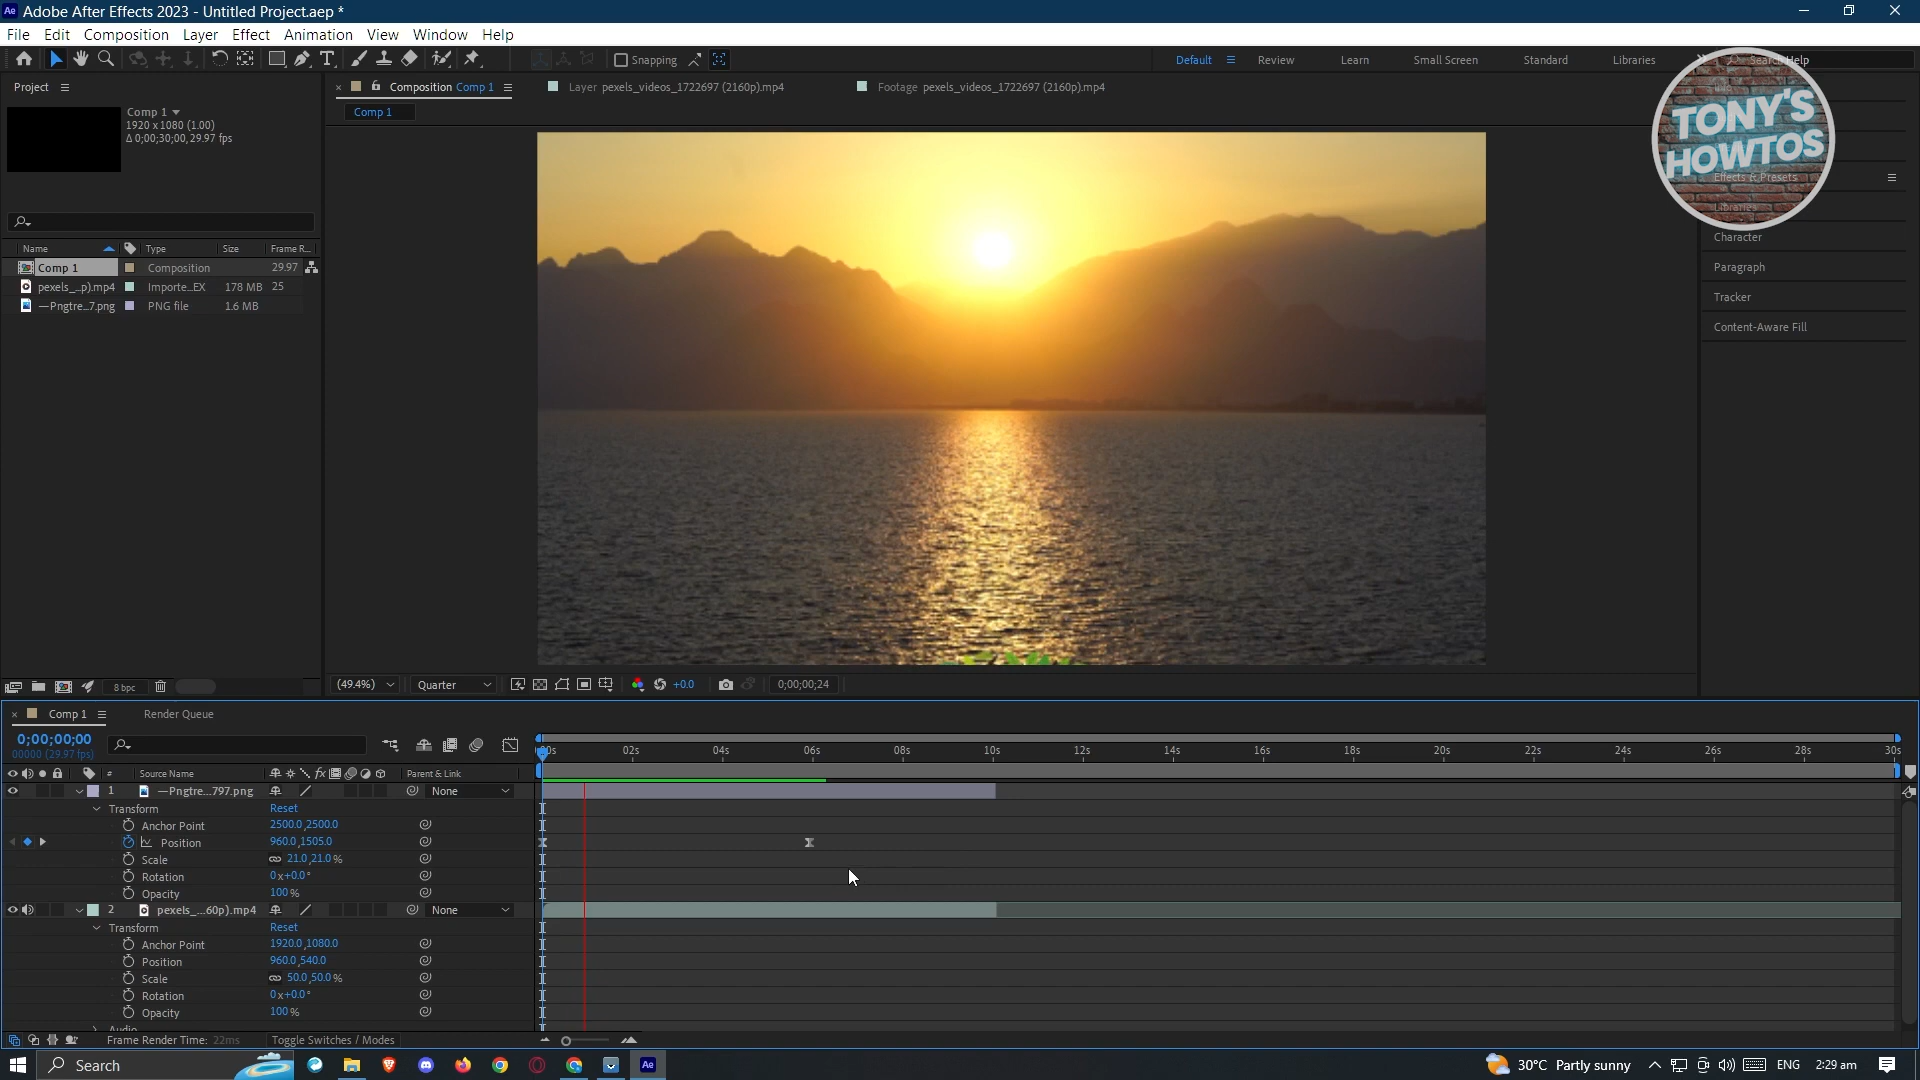 Adobe After Effects 2023 - Untitled Project.aep *
File Edit Composition Layer Effect Animation View Window Help
Snapping Default Review Learn Small Screen Standard Libraries Search Help
Project Composition Comp 1 Layer pexels_videos_1722697 (2160p).mp4 Footage pexels_videos_1722697 (2160p).mp4
Comp 1
1920 x 1080 (1.00)
Δ 0;00;30;00, 29.97 fps
Comp 1
TONY'S
HOWTOS
Effects & Presets
Libraries
Character
Paragraph
Tracker
Content-Aware Fill
Name Type Size Frame R...
Comp 1 Composition 29.97
pexels_...p).mp4 Importe...EX 178 MB 25
—Pngtre...7.png PNG file 1.6 MB
8 bpc
(49.4%) Quarter +0.0 0;00;00;24
Comp 1 Render Queue
0;00;00;00
00000 (29.97 fps)
:00s 02s 04s 06s 08s 10s 12s 14s 16s 18s 20s 22s 24s 26s 28s 30s
# Source Name Parent & Link
1 —Pngtre...797.png None
Transform Reset
Anchor Point 2500.0,2500.0
Position 960.0,1505.0
Scale 21.0,21.0%
Rotation 0x+0.0°
Opacity 100%
2 pexels_...60p).mp4 None
Transform Reset
Anchor Point 1920.0,1080.0
Position 960.0,540.0
Scale 50.0,50.0%
Rotation 0x+0.0°
Opacity 100%
Audio
Frame Render Time: 22ms Toggle Switches / Modes
Search 30°C Partly sunny ENG 2:29 am